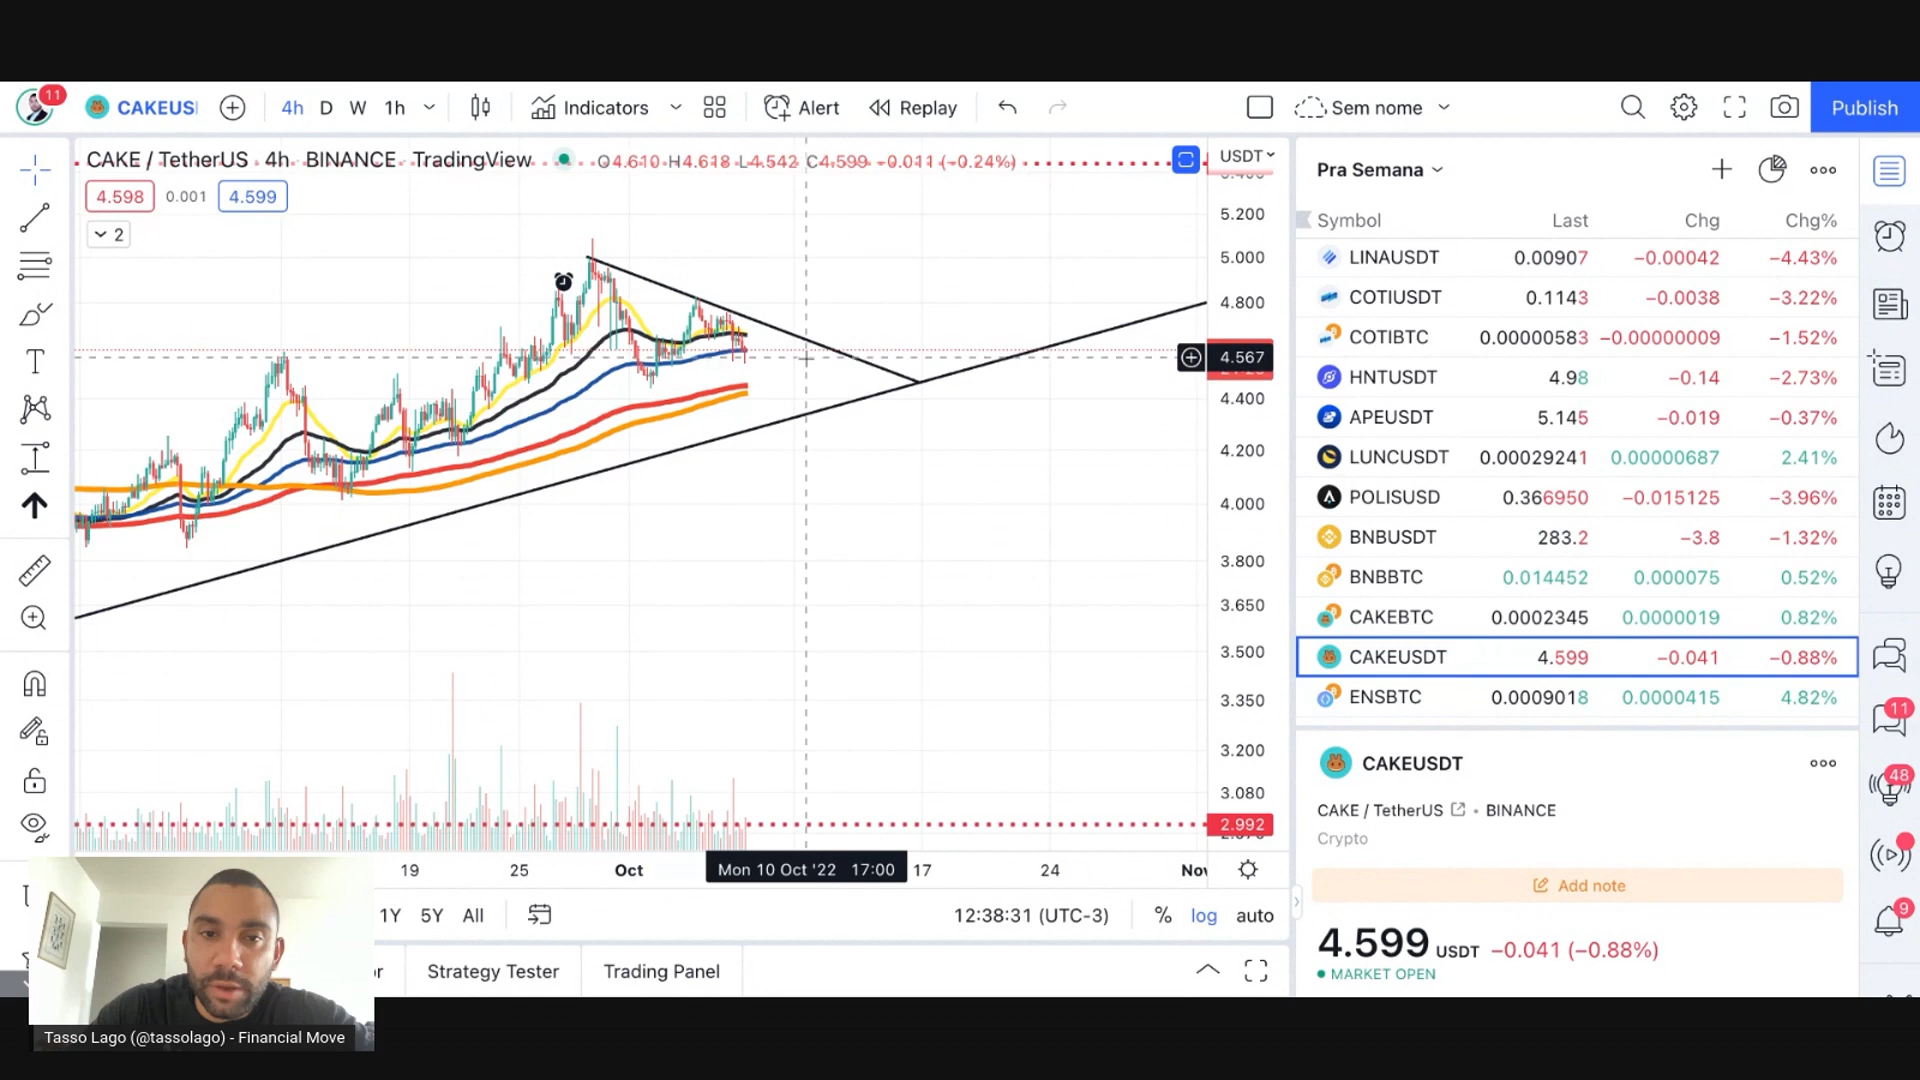 11
CAKEUS
4h D W 1h
Indicators
Alert
Replay
Sem nome
Publish
CAKE / TetherUS · 4h · BINANCE · TradingView
O4.610 H4.618 L4.542 C4.599 −0.011 (−0.24%)
USDT
4.598 0.001 4.599
2
5.200
5.000
4.800
4.567
4.400
4.200
4.000
3.800
3.650
3.500
3.350
3.200
3.080
2.992
19 25 Oct Mon 10 Oct '22 17:00 17 24 Nov
1Y 5Y All
12:38:31 (UTC-3) % log auto
Strategy Tester Trading Panel
Pra Semana
Symbol Last Chg Chg%
LINAUSDT 0.00907 −0.00042 −4.43%
COTIUSDT 0.1143 −0.0038 −3.22%
COTIBTC 0.00000583 −0.00000009 −1.52%
HNTUSDT 4.98 −0.14 −2.73%
APEUSDT 5.145 −0.019 −0.37%
LUNCUSDT 0.00029241 0.00000687 2.41%
POLISUSD 0.366950 −0.015125 −3.96%
BNBUSDT 283.2 −3.8 −1.32%
BNBBTC 0.014452 0.000075 0.52%
CAKEBTC 0.0002345 0.0000019 0.82%
CAKEUSDT 4.599 −0.041 −0.88%
ENSBTC 0.0009018 0.0000415 4.82%
CAKEUSDT
CAKE / TetherUS • BINANCE
Crypto
Add note
4.599 USDT −0.041 (−0.88%)
MARKET OPEN
11
48
9
Tasso Lago (@tassolago) - Financial Move